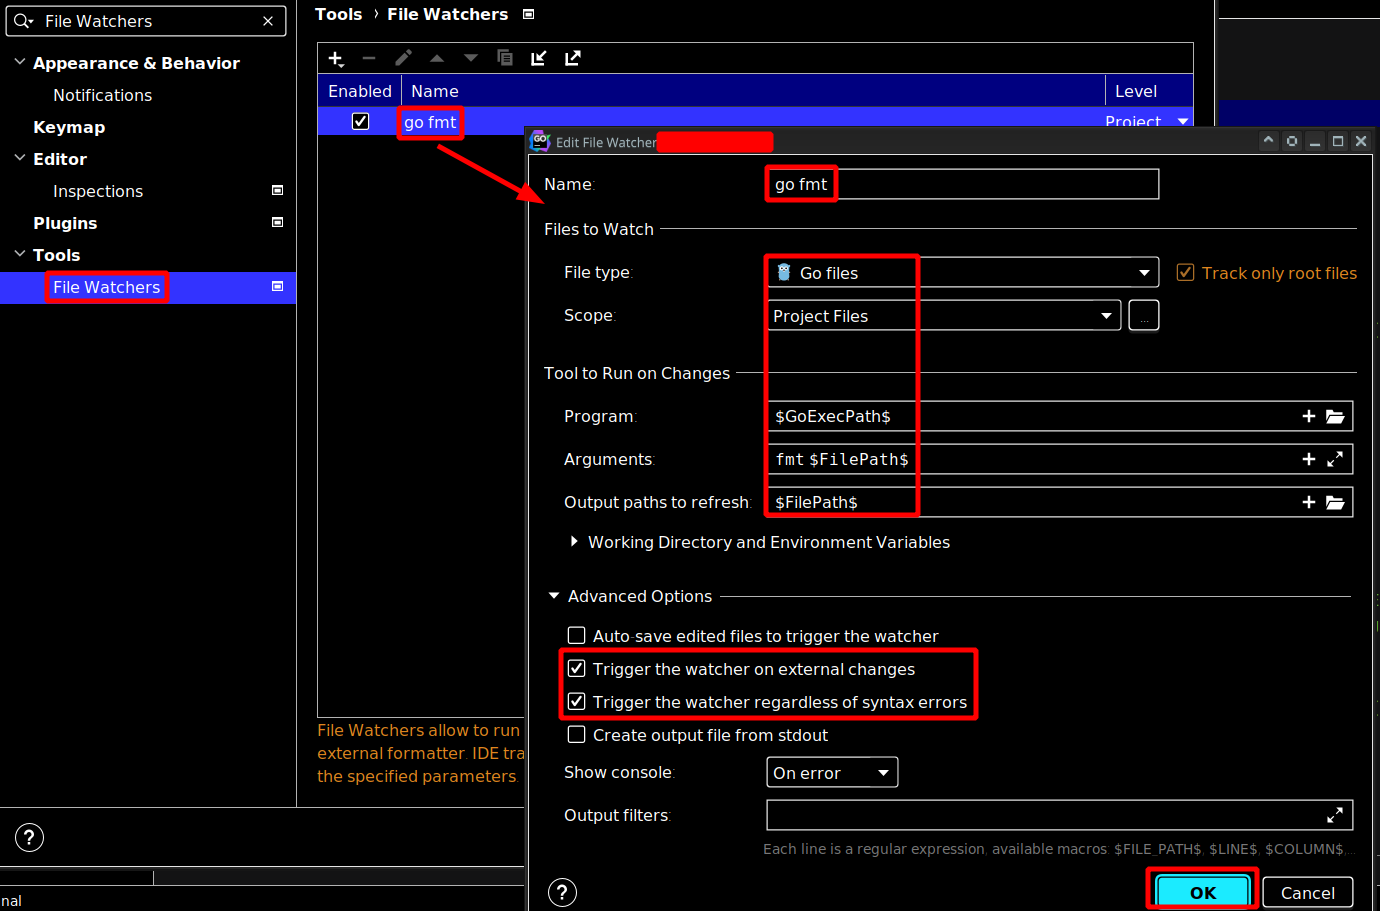 File Watchers
Appearance & Behavior
Notifications
Keymap
Editor
Inspections
Plugins
Tools
File Watchers
Tools › File Watchers
Enabled Name Level
go fmt Project
File Watchers allow to run
external formatter. IDE tra
the specified parameters.
nal
GO
Edit File Watcher
Name: go fmt
Files to Watch
File type: Go files Track only root files
Scope: Project Files ...
Tool to Run on Changes
Program: $GoExecPath$
Arguments: fmt $FilePath$
Output paths to refresh: $FilePath$
Working Directory and Environment Variables
Advanced Options
Auto-save edited files to trigger the watcher
Trigger the watcher on external changes
Trigger the watcher regardless of syntax errors
Create output file from stdout
Show console: On error
Output filters:
Each line is a regular expression, available macros: $FILE_PATH$, $LINE$, $COLUMN$,...
? ? OK Cancel